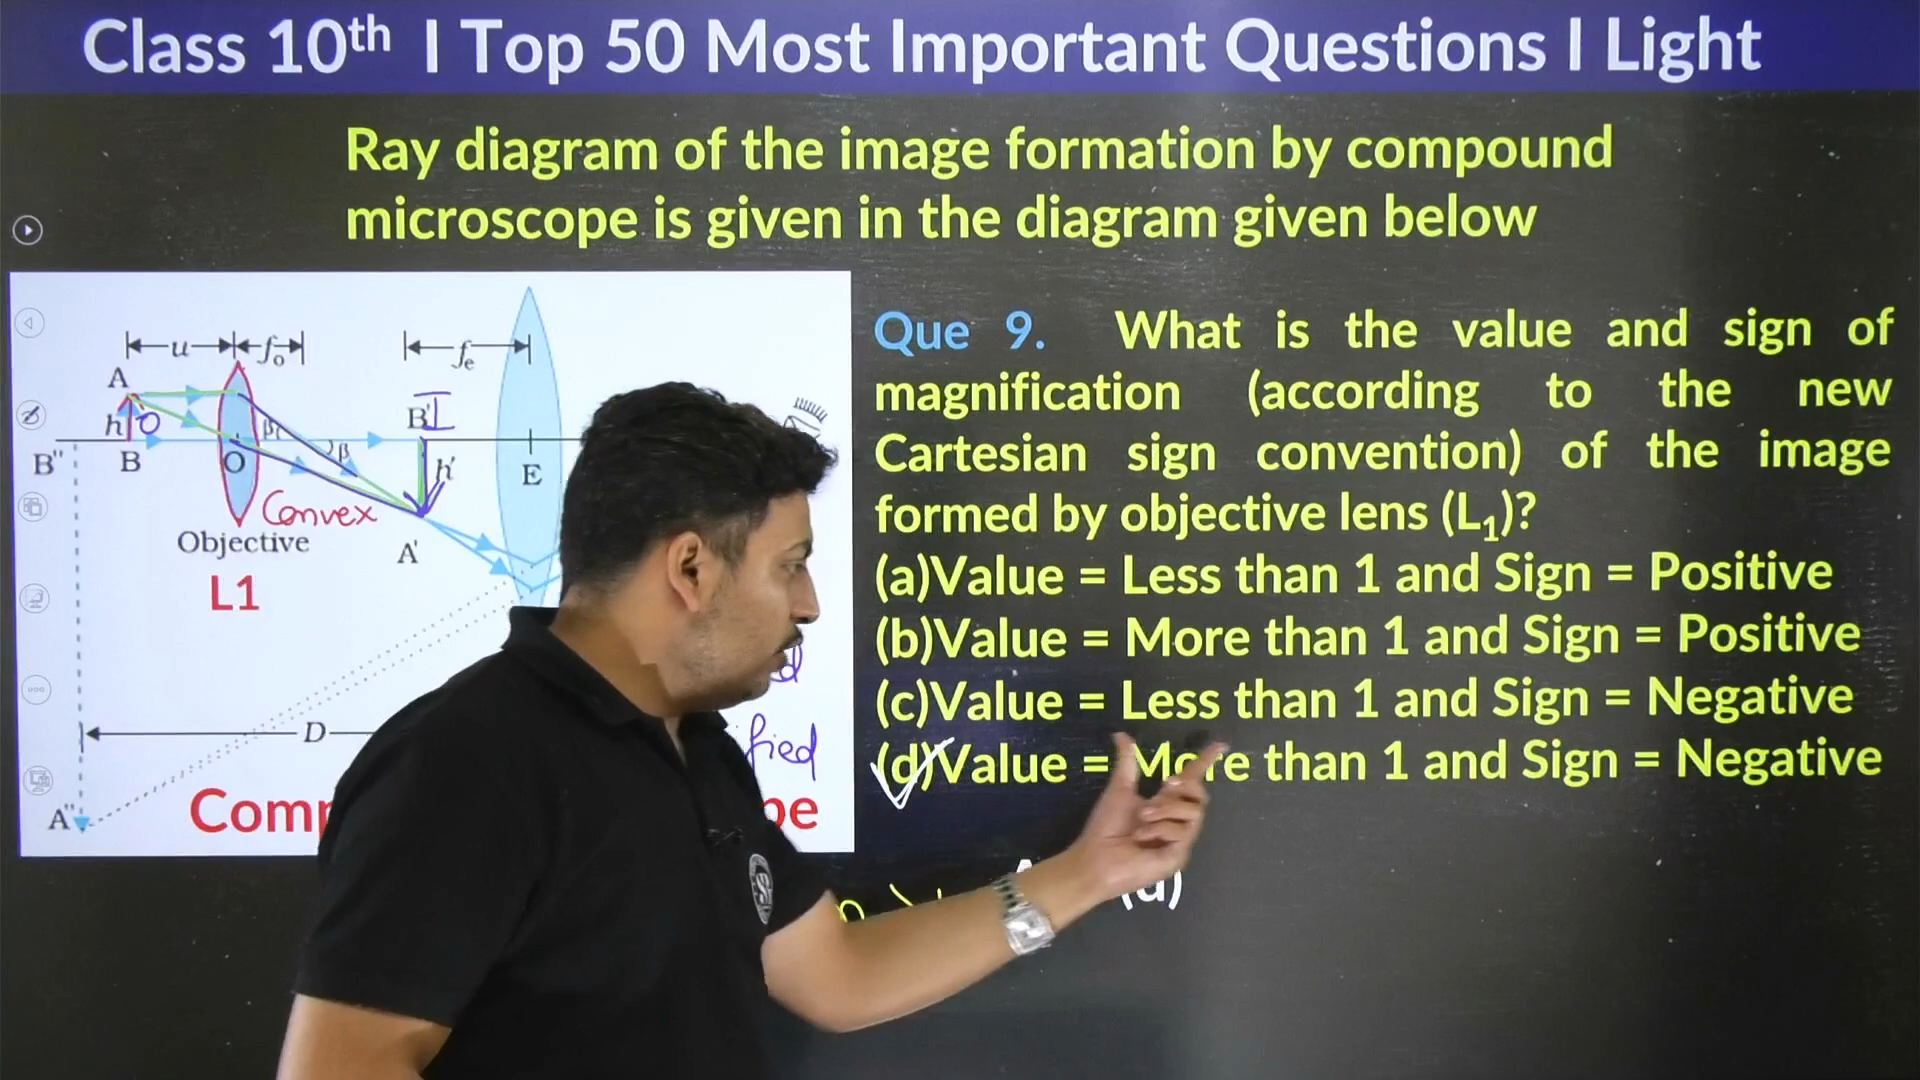 Class 10th I Top 50 Most Important Questions I Light
Ray diagram of the image formation by compound
microscope is given in the diagram given below
u
fo
fe
A
h
O
B'
I
β
β
h'
B"
B
O
E
Convex
Objective
A'
L1
D
fied
A"
Que 9. What is the value and sign of
magnification (according to the new
Cartesian sign convention) of the image
formed by objective lens (L1)?
(a)Value = Less than 1 and Sign = Positive
(b)Value = More than 1 and Sign = Positive
(c)Value = Less than 1 and Sign = Negative
(d)Value = More than 1 and Sign = Negative
(d)